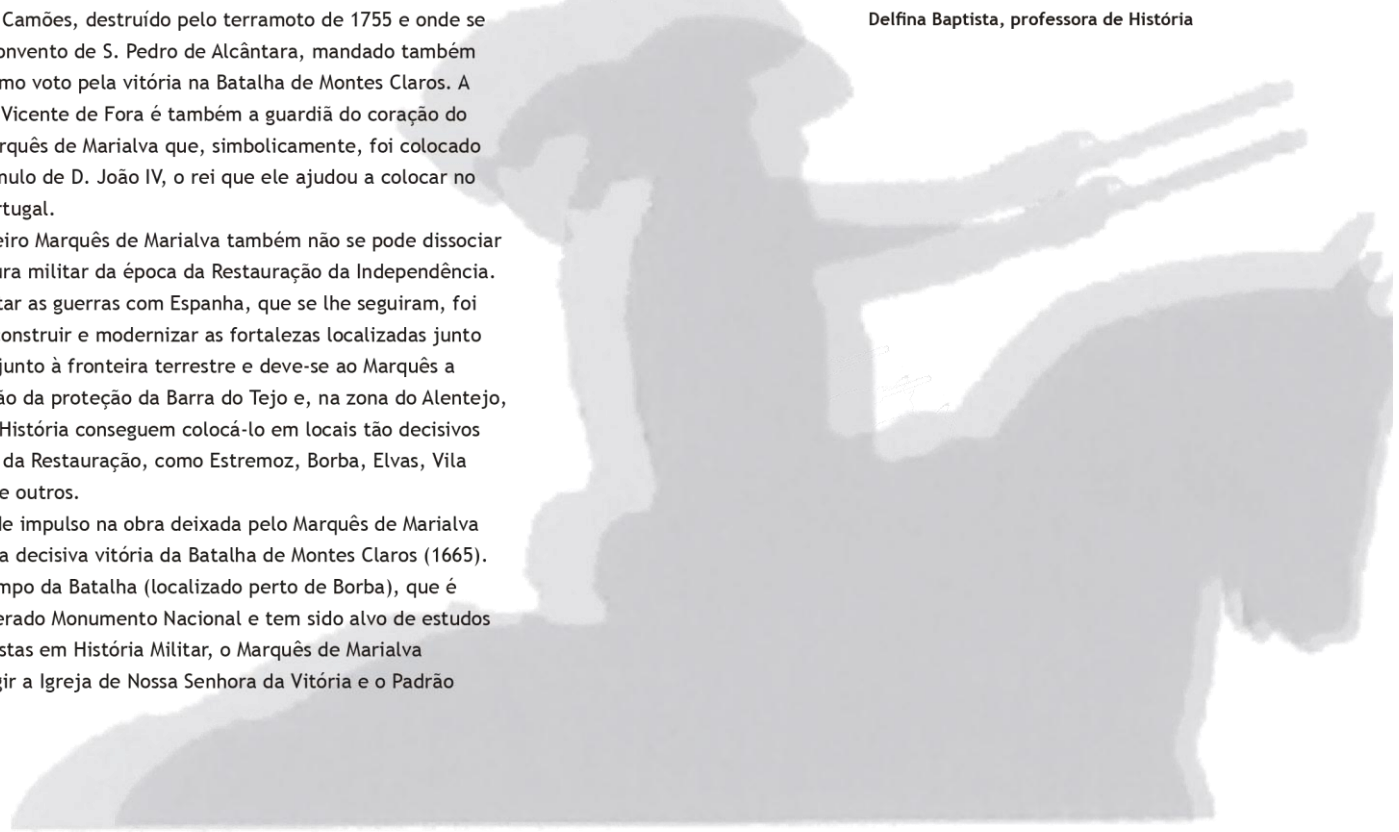 Camões, destruído pelo terramoto de 1755 e onde se
onvento de S. Pedro de Alcântara, mandado também
mo voto pela vitória na Batalha de Montes Claros. A
Vicente de Fora é também a guardiã do coração do
rquês de Marialva que, simbolicamente, foi colocado
mulo de D. João IV, o rei que ele ajudou a colocar no
rtugal.
eiro Marquês de Marialva também não se pode dissociar
ura militar da época da Restauração da Independência.
tar as guerras com Espanha, que se lhe seguiram, foi
onstruir e modernizar as fortalezas localizadas junto
junto à fronteira terrestre e deve-se ao Marquês a
ão da proteção da Barra do Tejo e, na zona do Alentejo,
História conseguem colocá-lo em locais tão decisivos
da Restauração, como Estremoz, Borba, Elvas, Vila
e outros.
de impulso na obra deixada pelo Marquês de Marialva
a decisiva vitória da Batalha de Montes Claros (1665).
mpo da Batalha (localizado perto de Borba), que é
erado Monumento Nacional e tem sido alvo de estudos
stas em História Militar, o Marquês de Marialva
gir a Igreja de Nossa Senhora da Vitória e o Padrão
Delfina Baptista, professora de História